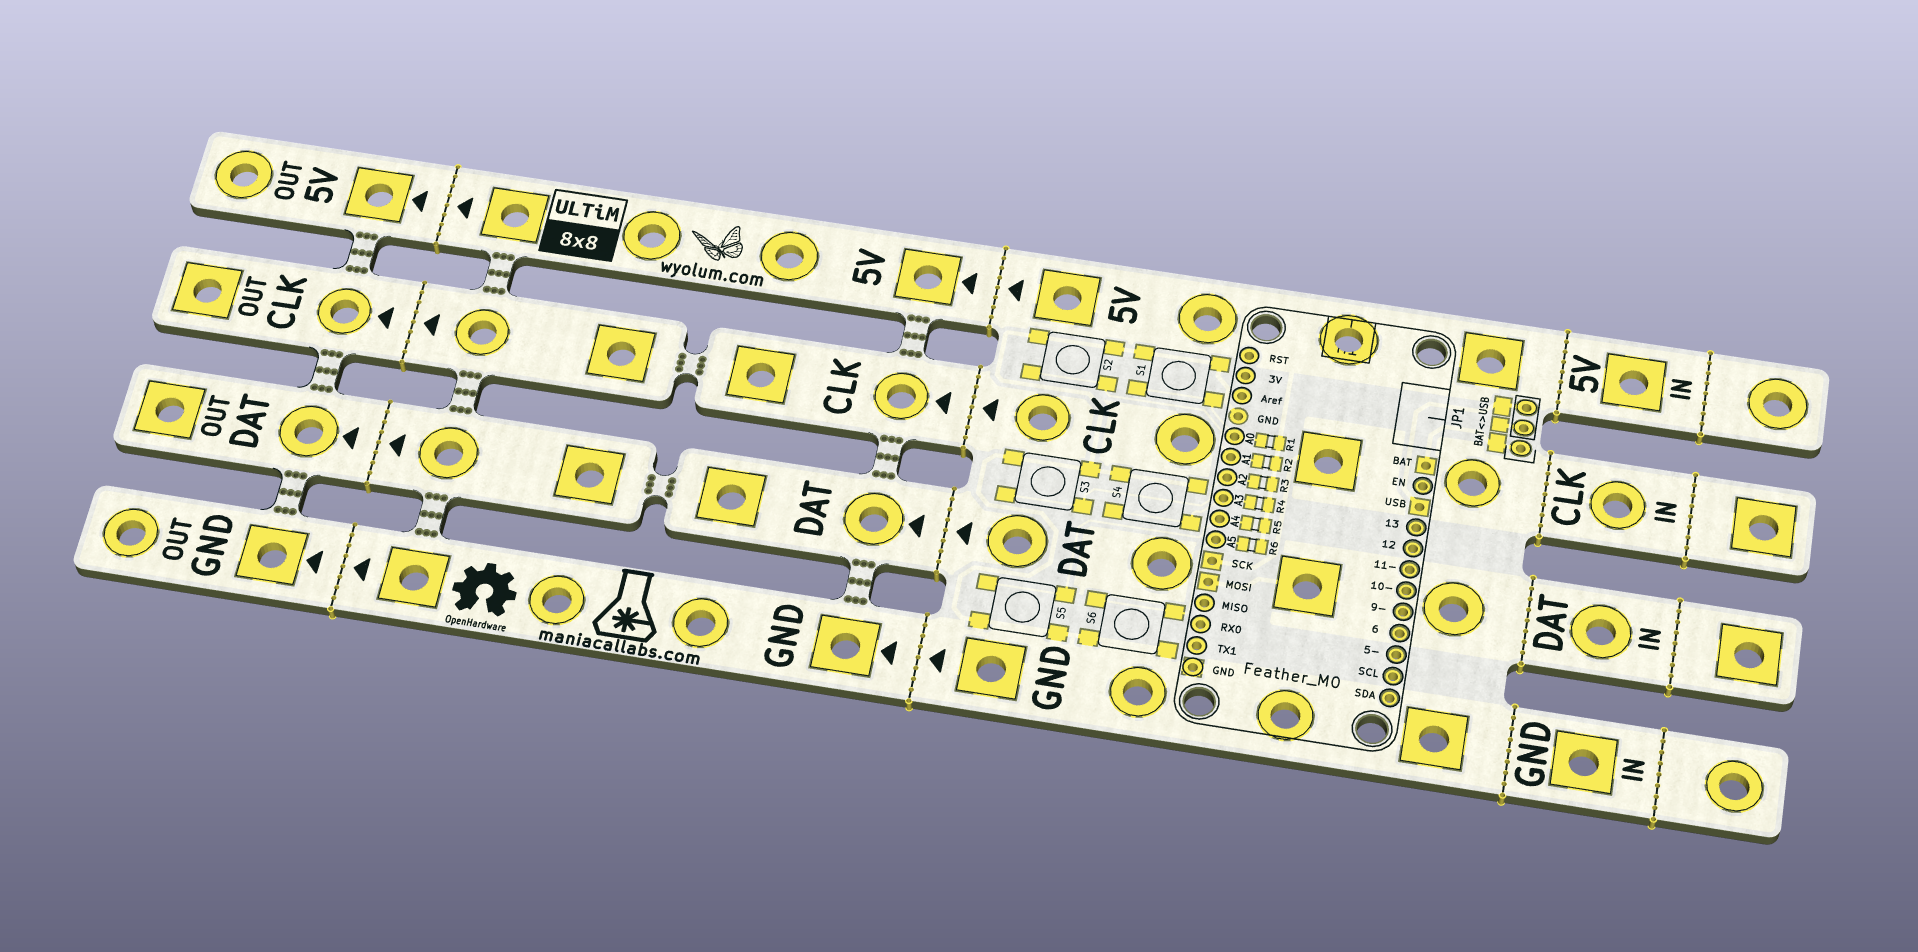 OUT
5V
ULTiM
8x8
wyolum.com
5V
5V
5V
IN
OUT
CLK
CLK
CLK
CLK
IN
OUT
DAT
DAT
DAT
DAT
IN
OUT
GND
OpenHardware
maniacallabs.com
GND
GND
GND
IN
S2
S1
S3
S4
S5
S6
RST
3V
Aref
GND
A0
A1
A2
A3
A4
A5
R1
R2
R3
R4
R5
R6
SCK
MOSI
MISO
RX0
TX1
GND
Feather_M0
JP1
BAT<>USB
BAT
EN
USB
13
12
11-
10-
9-
6
5-
SCL
SDA